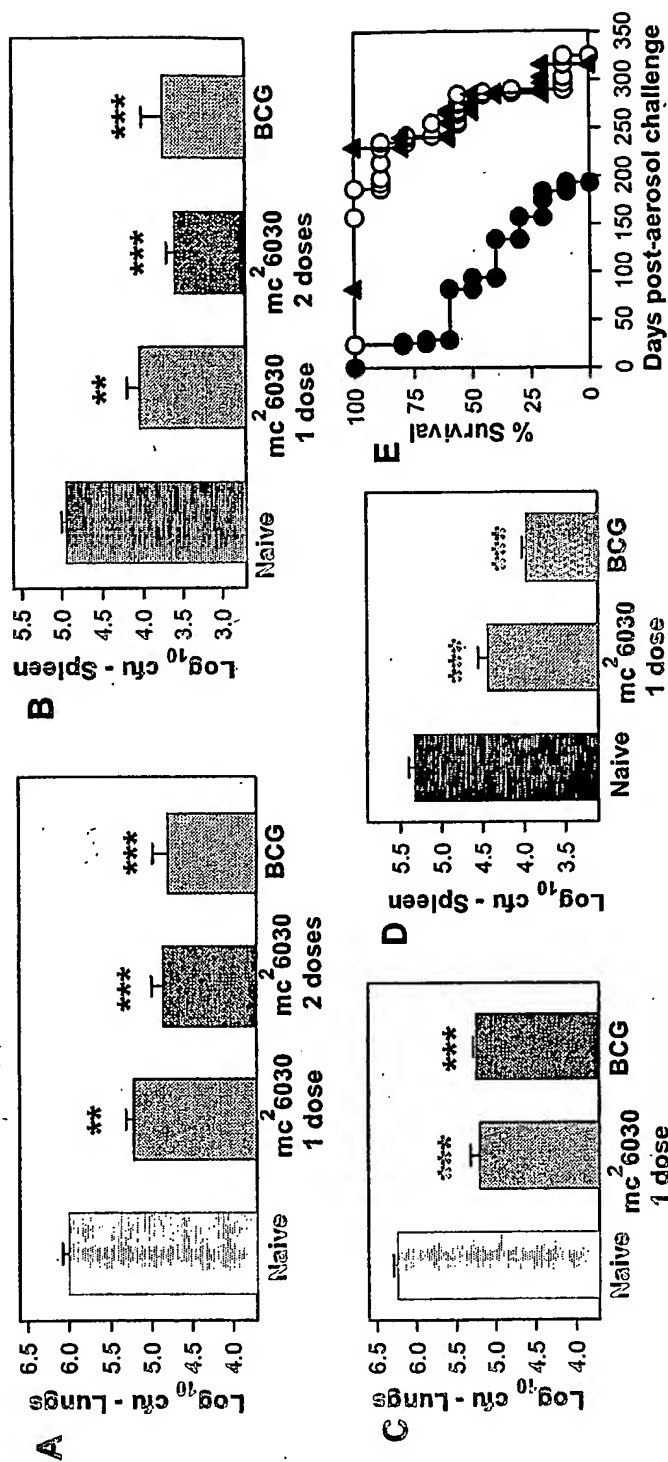 A
Log10 cfu - Lungs
6.5
6.0
5.5
5.0
4.5
4.0
**
***
***
Naive
mc26030
1 dose
mc26030
2 doses
BCG
B
Log10 cfu - Spleen
5.5
5.0
4.5
4.0
3.5
3.0
**
***
***
Naive
mc26030
1 dose
mc26030
2 doses
BCG
C
Log10 cfu - Lungs
6.5
6.0
5.5
5.0
4.5
4.0
***
***
Naive
mc26030
1 dose
BCG
D
Log10 cfu - Spleen
5.5
5.0
4.5
4.0
3.5
***
***
Naive
mc26030
1 dose
BCG
E
% Survival
100
75
50
25
0
0 50 100 150 200 250 300 350
Days post-aerosol challenge